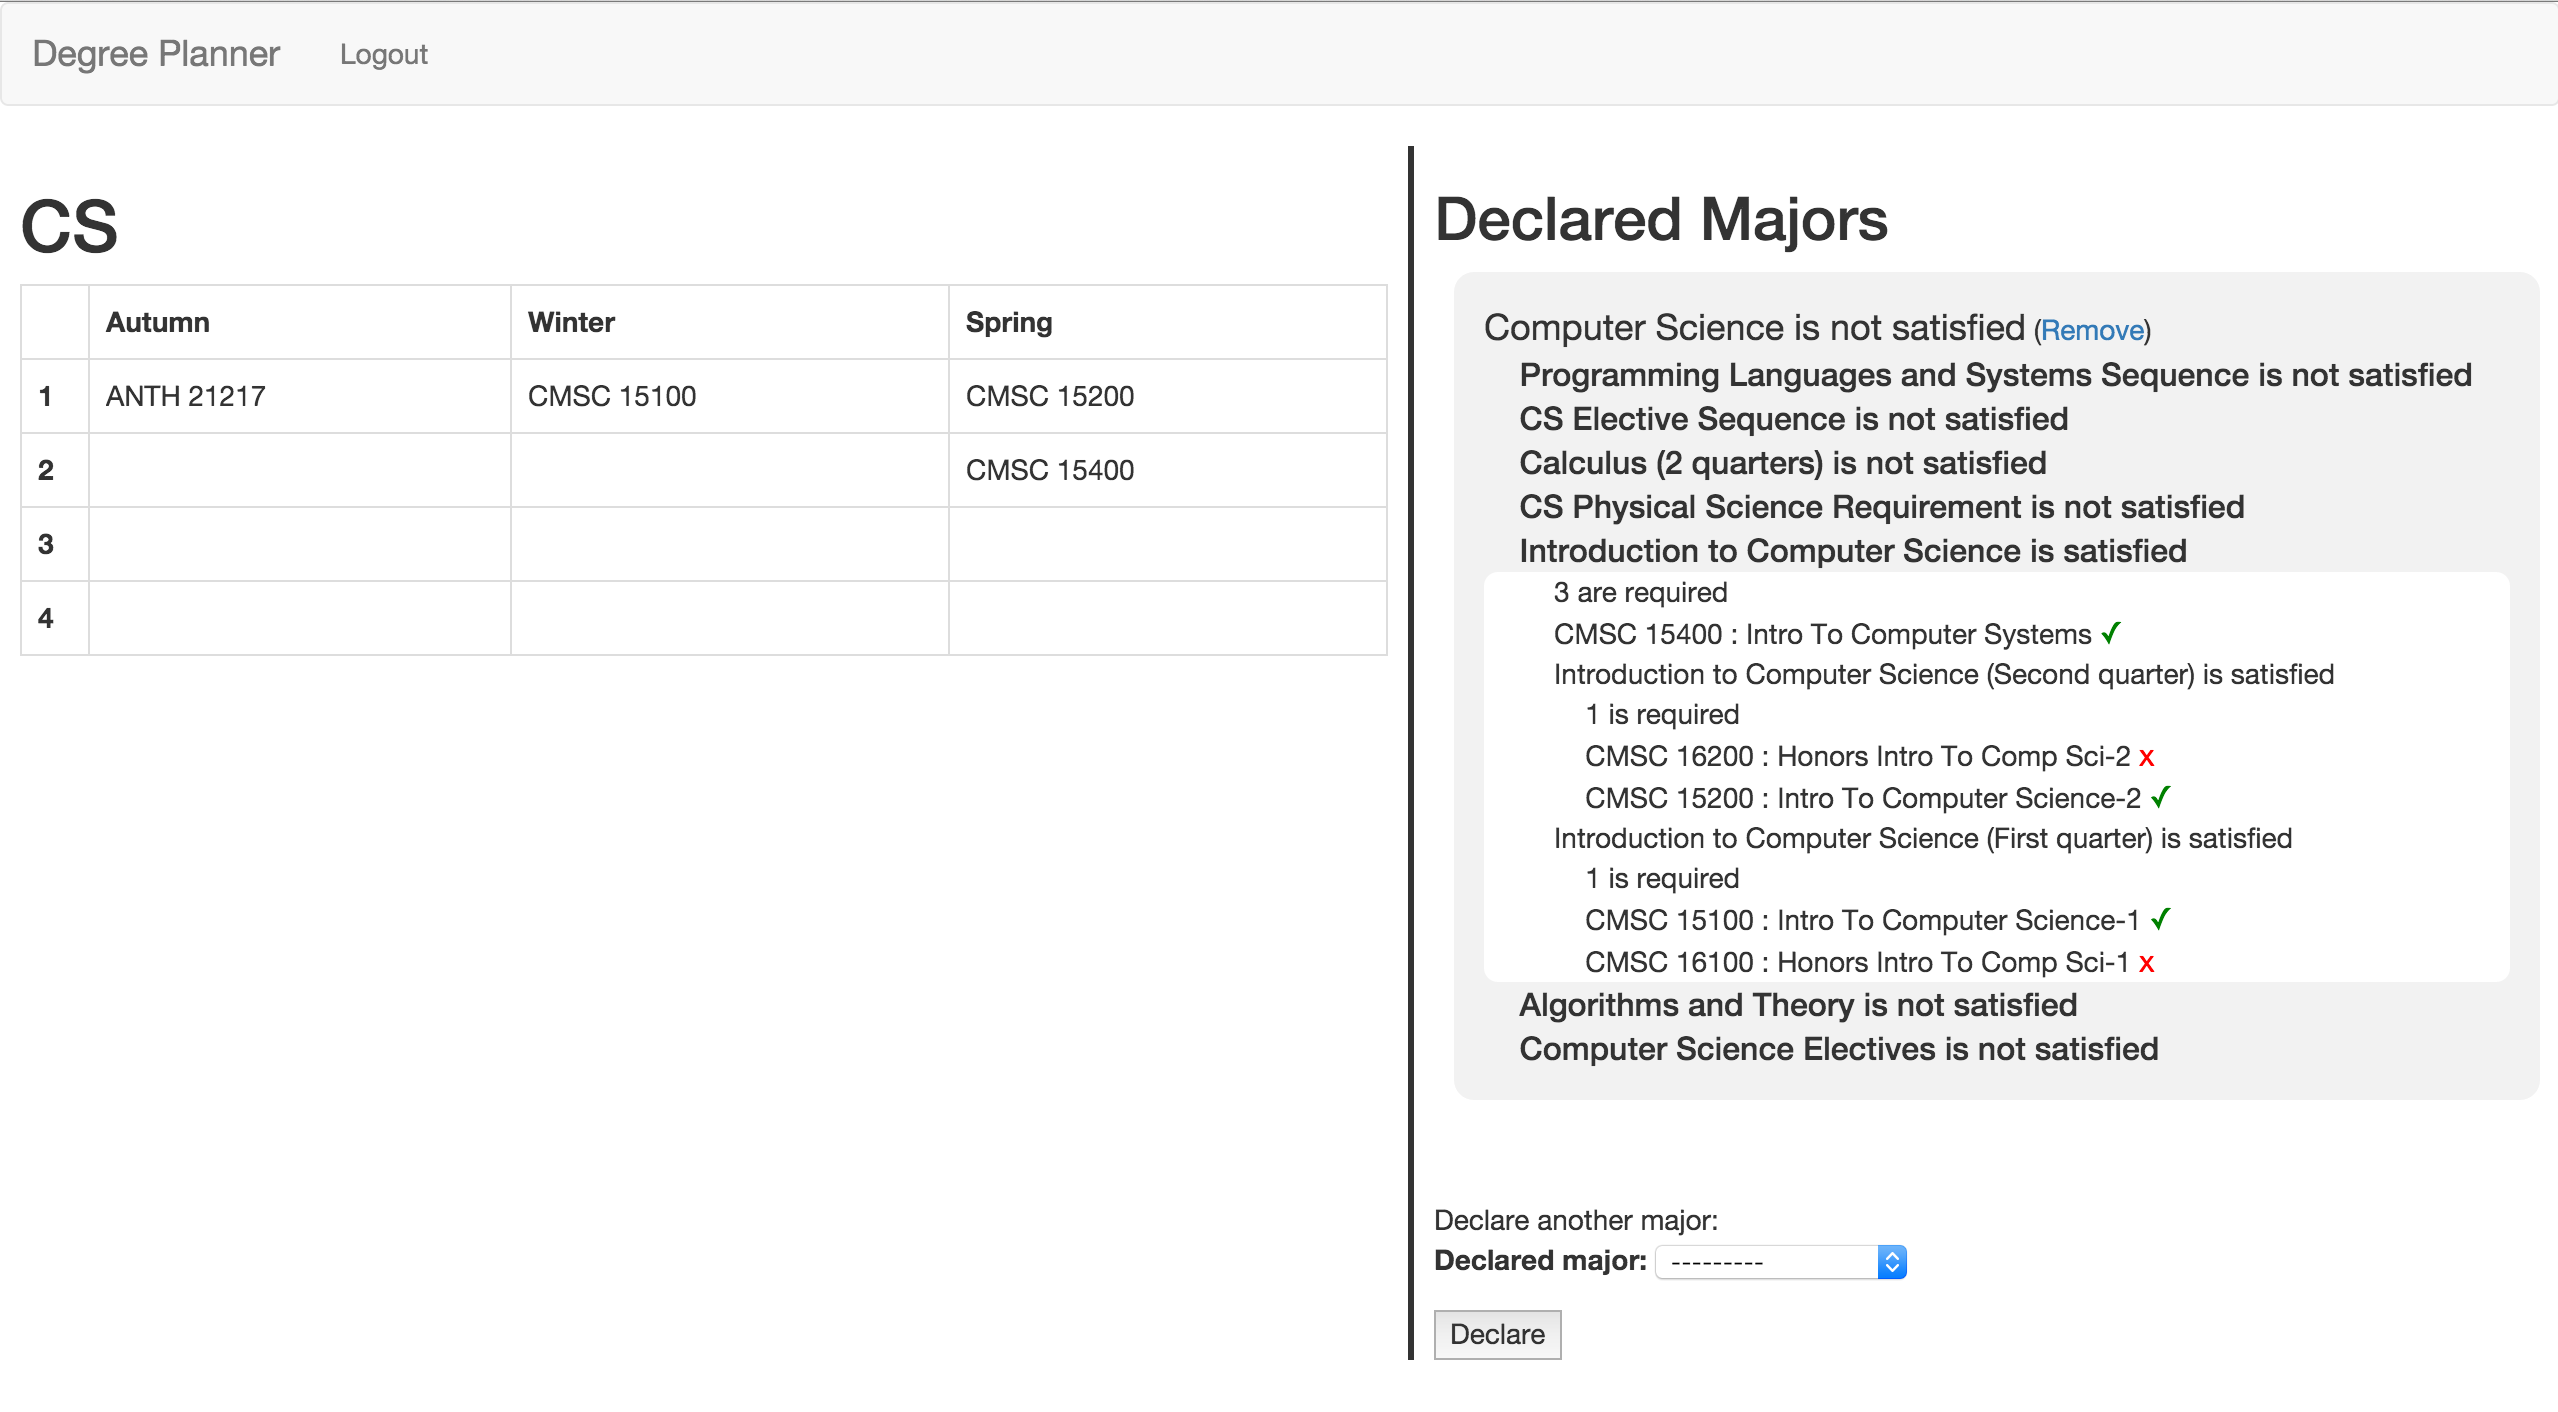 Degree Planner Logout
CS
Autumn Winter Spring
1 ANTH 21217 CMSC 15100 CMSC 15200
2 CMSC 15400
3
4
Declared Majors
Computer Science is not satisfied (Remove)
Programming Languages and Systems Sequence is not satisfied
CS Elective Sequence is not satisfied
Calculus (2 quarters) is not satisfied
CS Physical Science Requirement is not satisfied
Introduction to Computer Science is satisfied
3 are required
CMSC 15400 : Intro To Computer Systems ✓
Introduction to Computer Science (Second quarter) is satisfied
1 is required
CMSC 16200 : Honors Intro To Comp Sci-2 x
CMSC 15200 : Intro To Computer Science-2 ✓
Introduction to Computer Science (First quarter) is satisfied
1 is required
CMSC 15100 : Intro To Computer Science-1 ✓
CMSC 16100 : Honors Intro To Comp Sci-1 x
Algorithms and Theory is not satisfied
Computer Science Electives is not satisfied
Declare another major:
Declared major: ---------
Declare